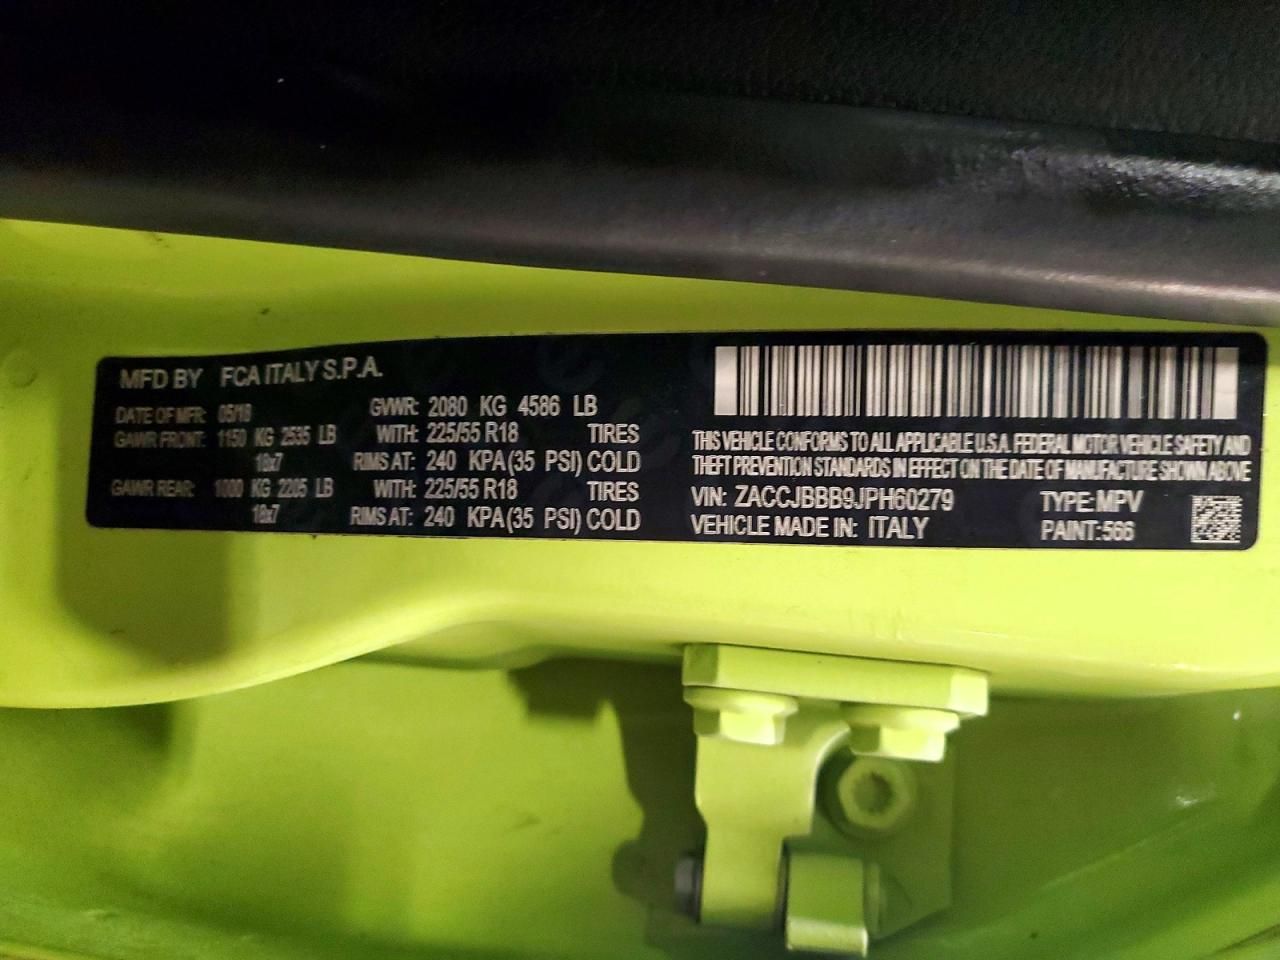 MFD BY FCA ITALY S.P.A.
DATE OF MFR: 05/18 GVWR: 2080 KG 4586 LB
GAWR FRONT: 1150 KG 2535 LB WITH: 225/55 R18 TIRES
18x7 RIMS AT: 240 KPA (35 PSI) COLD
GAWR REAR: 1000 KG 2205 LB WITH: 225/55 R18 TIRES
18x7 RIMS AT: 240 KPA (35 PSI) COLD
THIS VEHICLE CONFORMS TO ALL APPLICABLE U.S.A. FEDERAL MOTOR VEHICLE SAFETY AND
THEFT PREVENTION STANDARDS IN EFFECT ON THE DATE OF MANUFACTURE SHOWN ABOVE
VIN: ZACCJBBB9JPH60279 TYPE: MPV
VEHICLE MADE IN: ITALY PAINT: 566